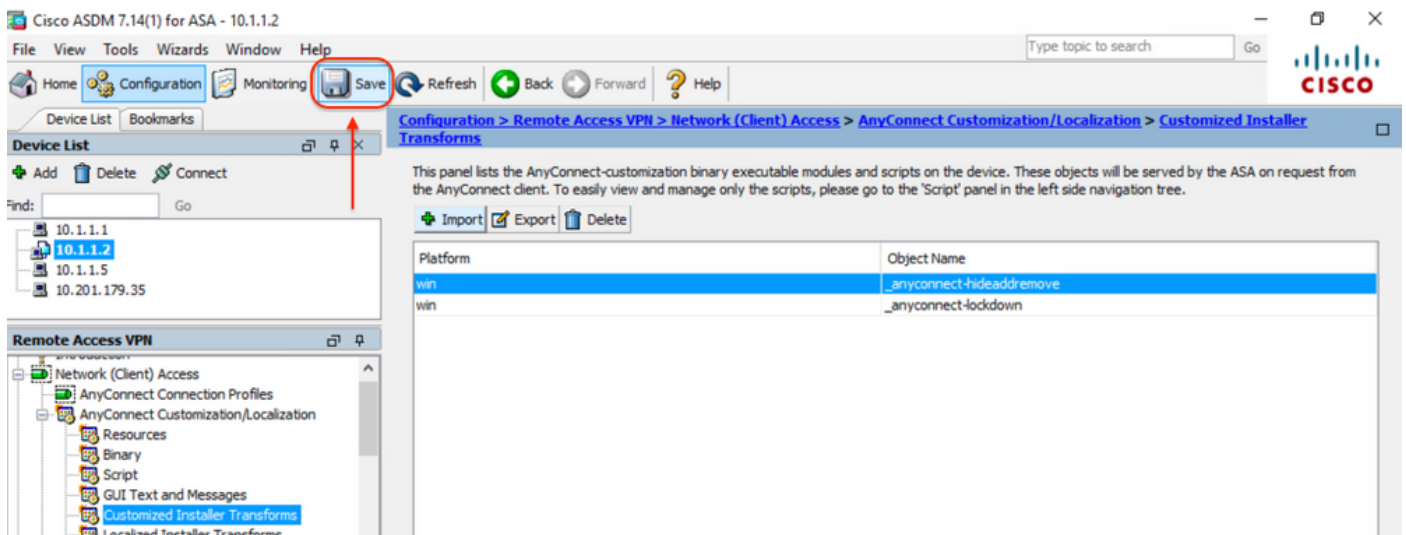 Cisco ASDM 7.14(1) for ASA - 10.1.1.2
File View Tools Wizards Window Help
Type topic to search Go
Home Configuration Monitoring Save Refresh Back Forward Help
CISCO
Device List Bookmarks
Device List
Add Delete Connect
Find: Go
10.1.1.1
10.1.1.2
10.1.1.5
10.201.179.35
Remote Access VPN
Introduction
Network (Client) Access
AnyConnect Connection Profiles
AnyConnect Customization/Localization
Resources
Binary
Script
GUI Text and Messages
Customized Installer Transforms
Localized Installer Transforms
Configuration > Remote Access VPN > Network (Client) Access > AnyConnect Customization/Localization > Customized Installer
Transforms
This panel lists the AnyConnect-customization binary executable modules and scripts on the device. These objects will be served by the ASA on request from
the AnyConnect client. To easily view and manage only the scripts, please go to the 'Script' panel in the left side navigation tree.
Import Export Delete
Platform Object Name
win _anyconnect-hideaddremove
win _anyconnect-lockdown